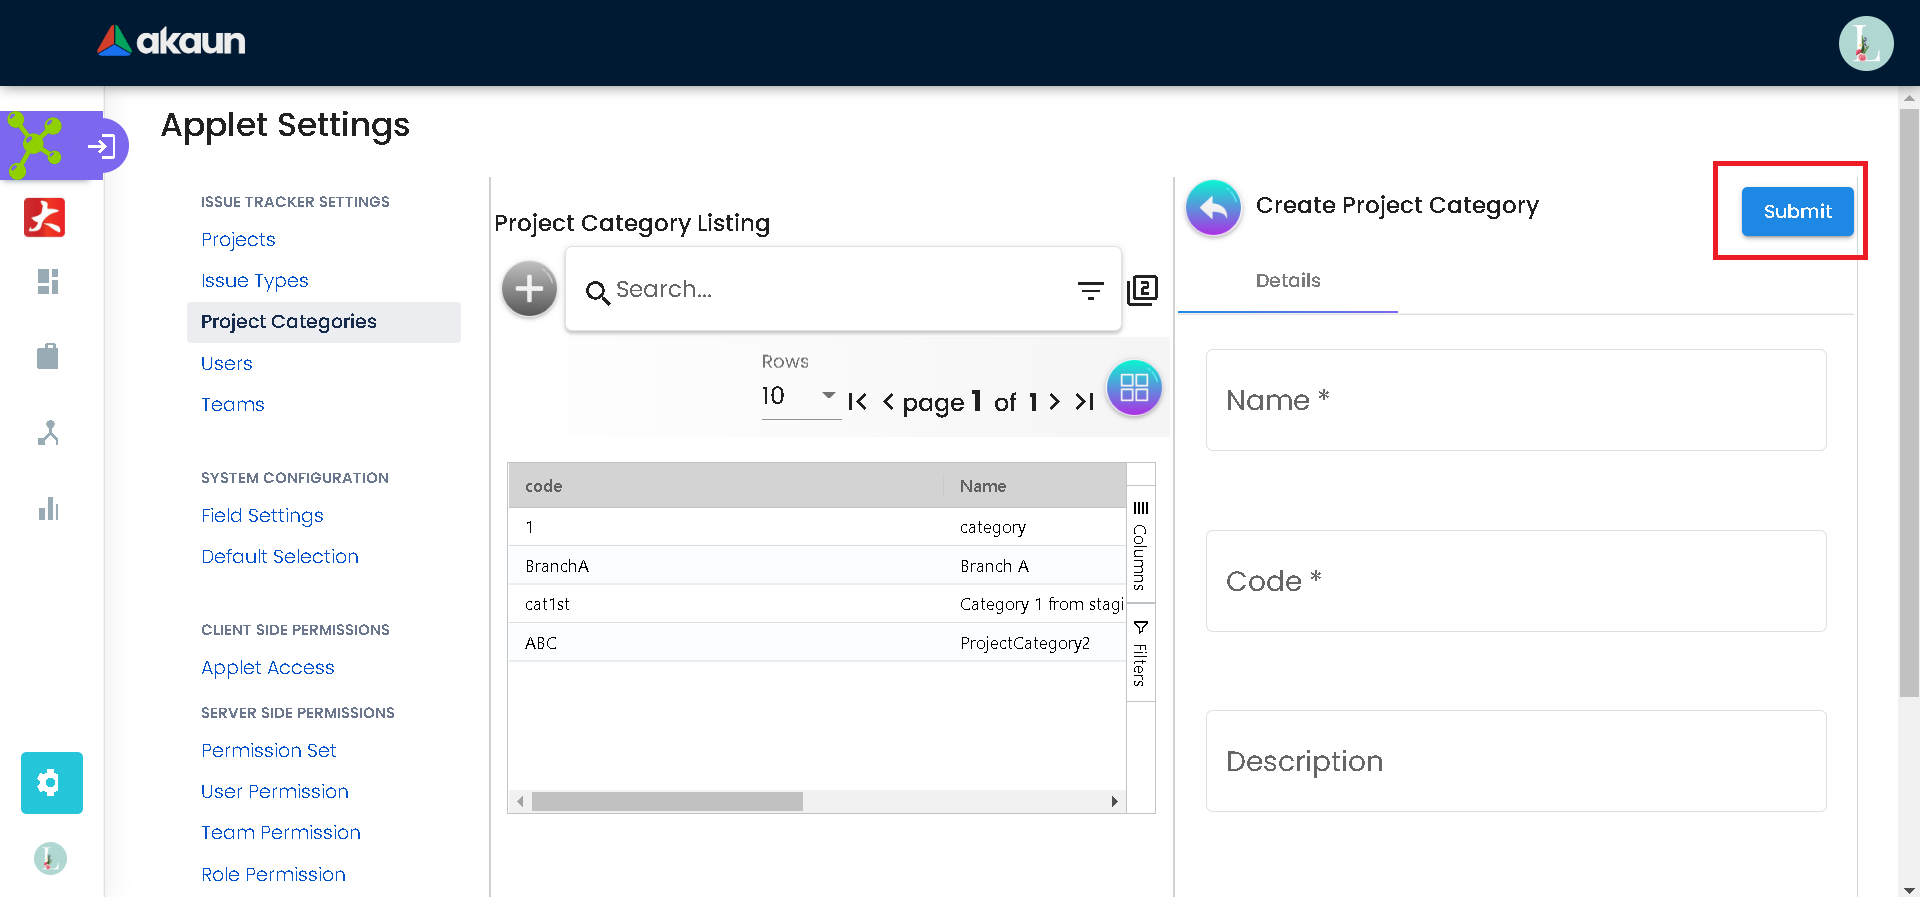 akaun
Applet Settings
ISSUE TRACKER SETTINGS
Projects
Issue Types
Project Categories
Users
Teams
SYSTEM CONFIGURATION
Field Settings
Default Selection
CLIENT SIDE PERMISSIONS
Applet Access
SERVER SIDE PERMISSIONS
Permission Set
User Permission
Team Permission
Role Permission
Project Category Listing
Search...
2
Rows
10
page 1 of 1
code Name
1 category
BranchA Branch A
cat1st Category 1 from stagi
ABC ProjectCategory2
Columns
Filters
Create Project Category
Submit
Details
Name *
Code *
Description